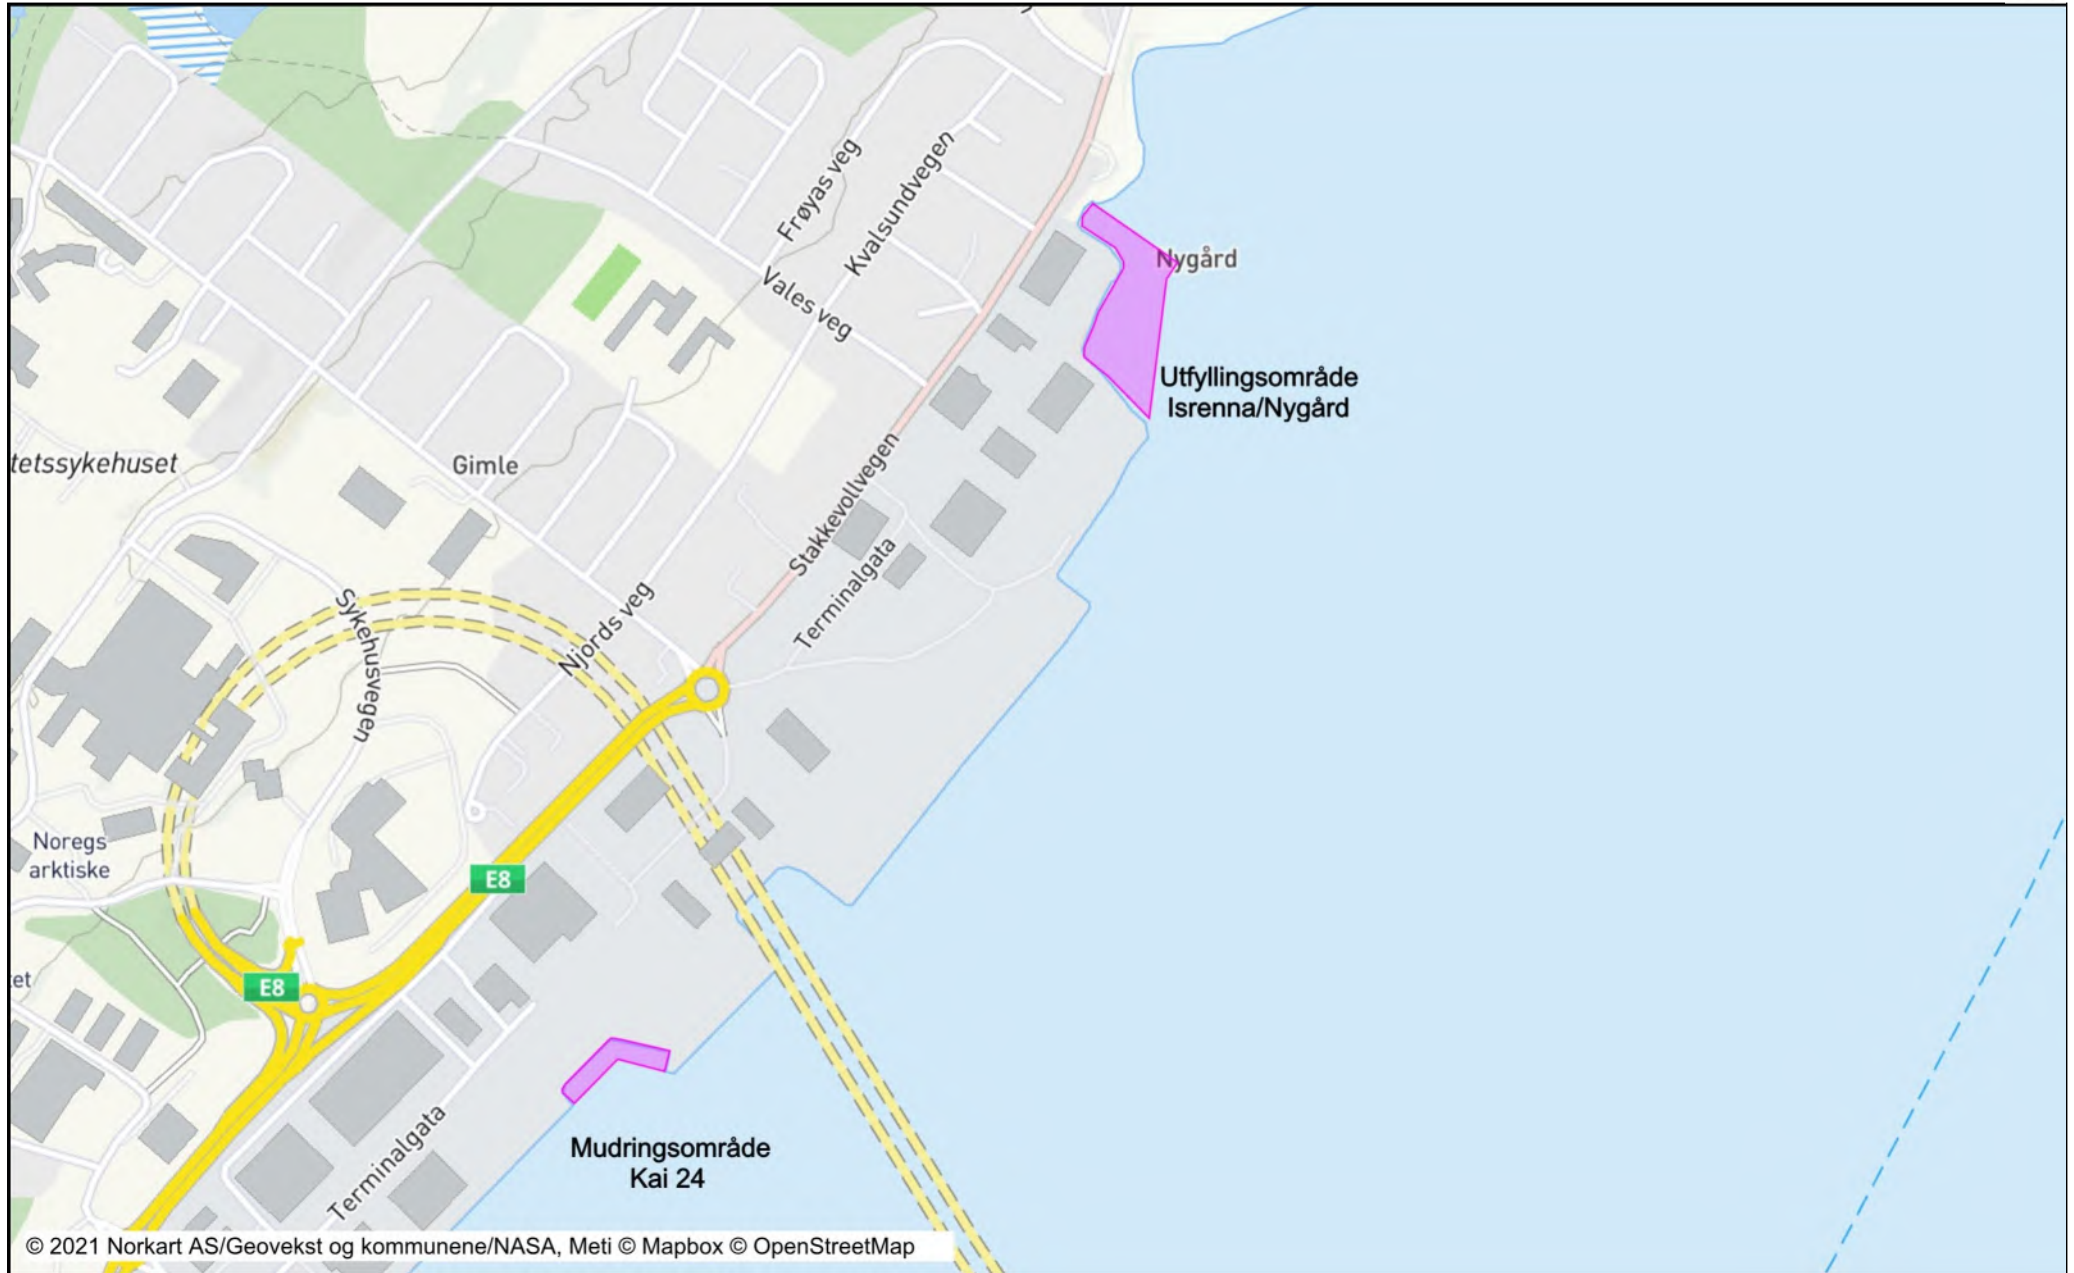 Frøyas veg
Kvalsundvegen
Vales veg
Nygård
Utfyllingsområde
Isrenna/Nygård
tetssykehuset
Gimle
Stakkevollvegen
Terminalgata
Sykehusvegen
Njords veg
Noregs
arktiske
E8
E8
et
Mudringsområde
Kai 24
Terminalgata
© 2021 Norkart AS/Geovekst og kommunene/NASA, Meti © Mapbox © OpenStreetMap